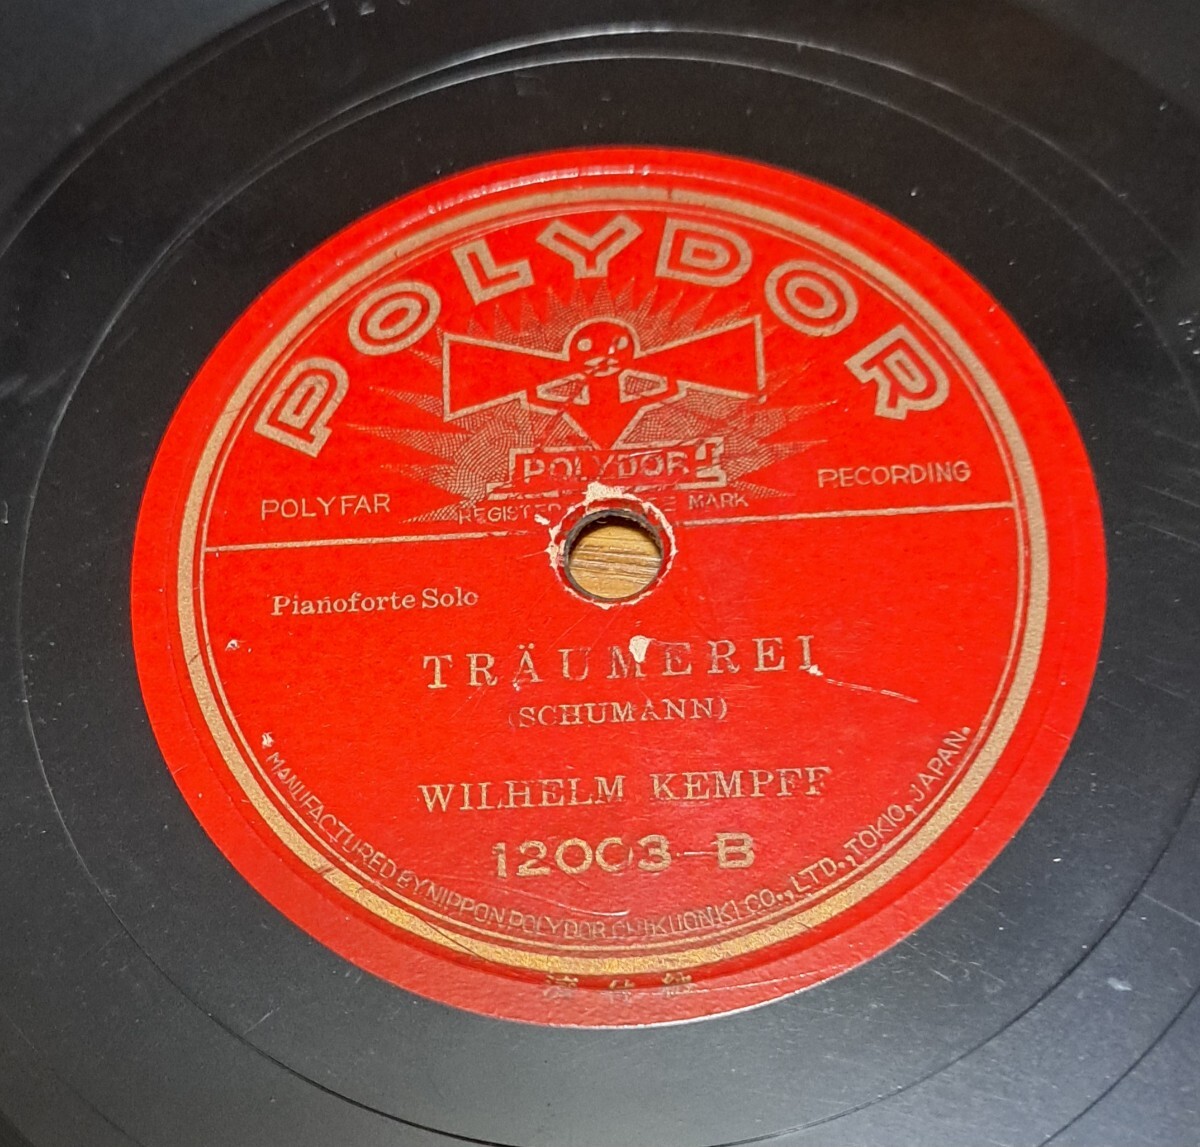 POLYDOR
POLYDOR
POLYFAR
RECORDING
MARK
Pianoforte Solo
TRÄUMEREI
(SCHUMANN)
WILHELM KEMPFF
12003-B
MANUFACTURED BY NIPPON POLYDOR CHIKUONKI CO., LTD., TOKIO, JAPAN.